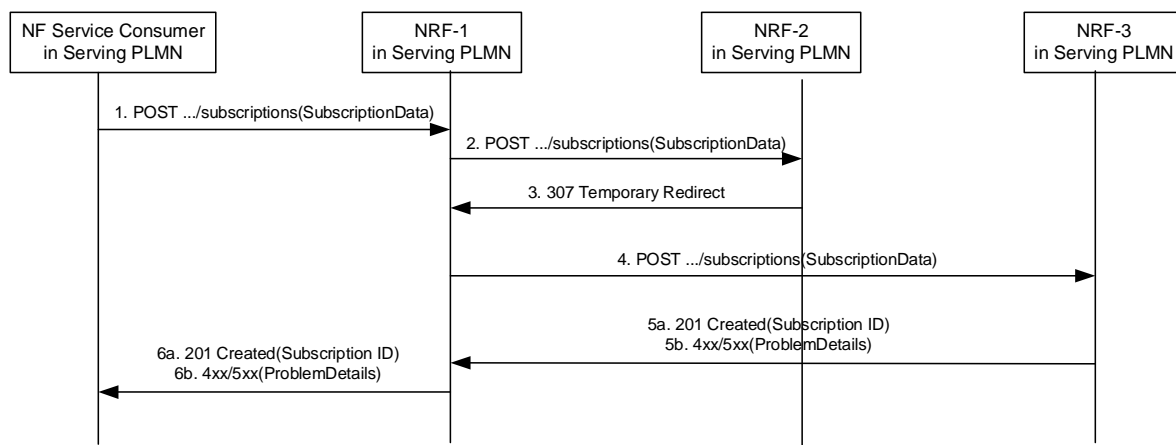 NF Service Consumer
in Serving PLMN
NRF-1
in Serving PLMN
NRF-2
in Serving PLMN
NRF-3
in Serving PLMN
1. POST .../subscriptions(SubscriptionData)
2. POST .../subscriptions(SubscriptionData)
3. 307 Temporary Redirect
4. POST .../subscriptions(SubscriptionData)
5a. 201 Created(Subscription ID)
5b. 4xx/5xx(ProblemDetails)
6a. 201 Created(Subscription ID)
6b. 4xx/5xx(ProblemDetails)